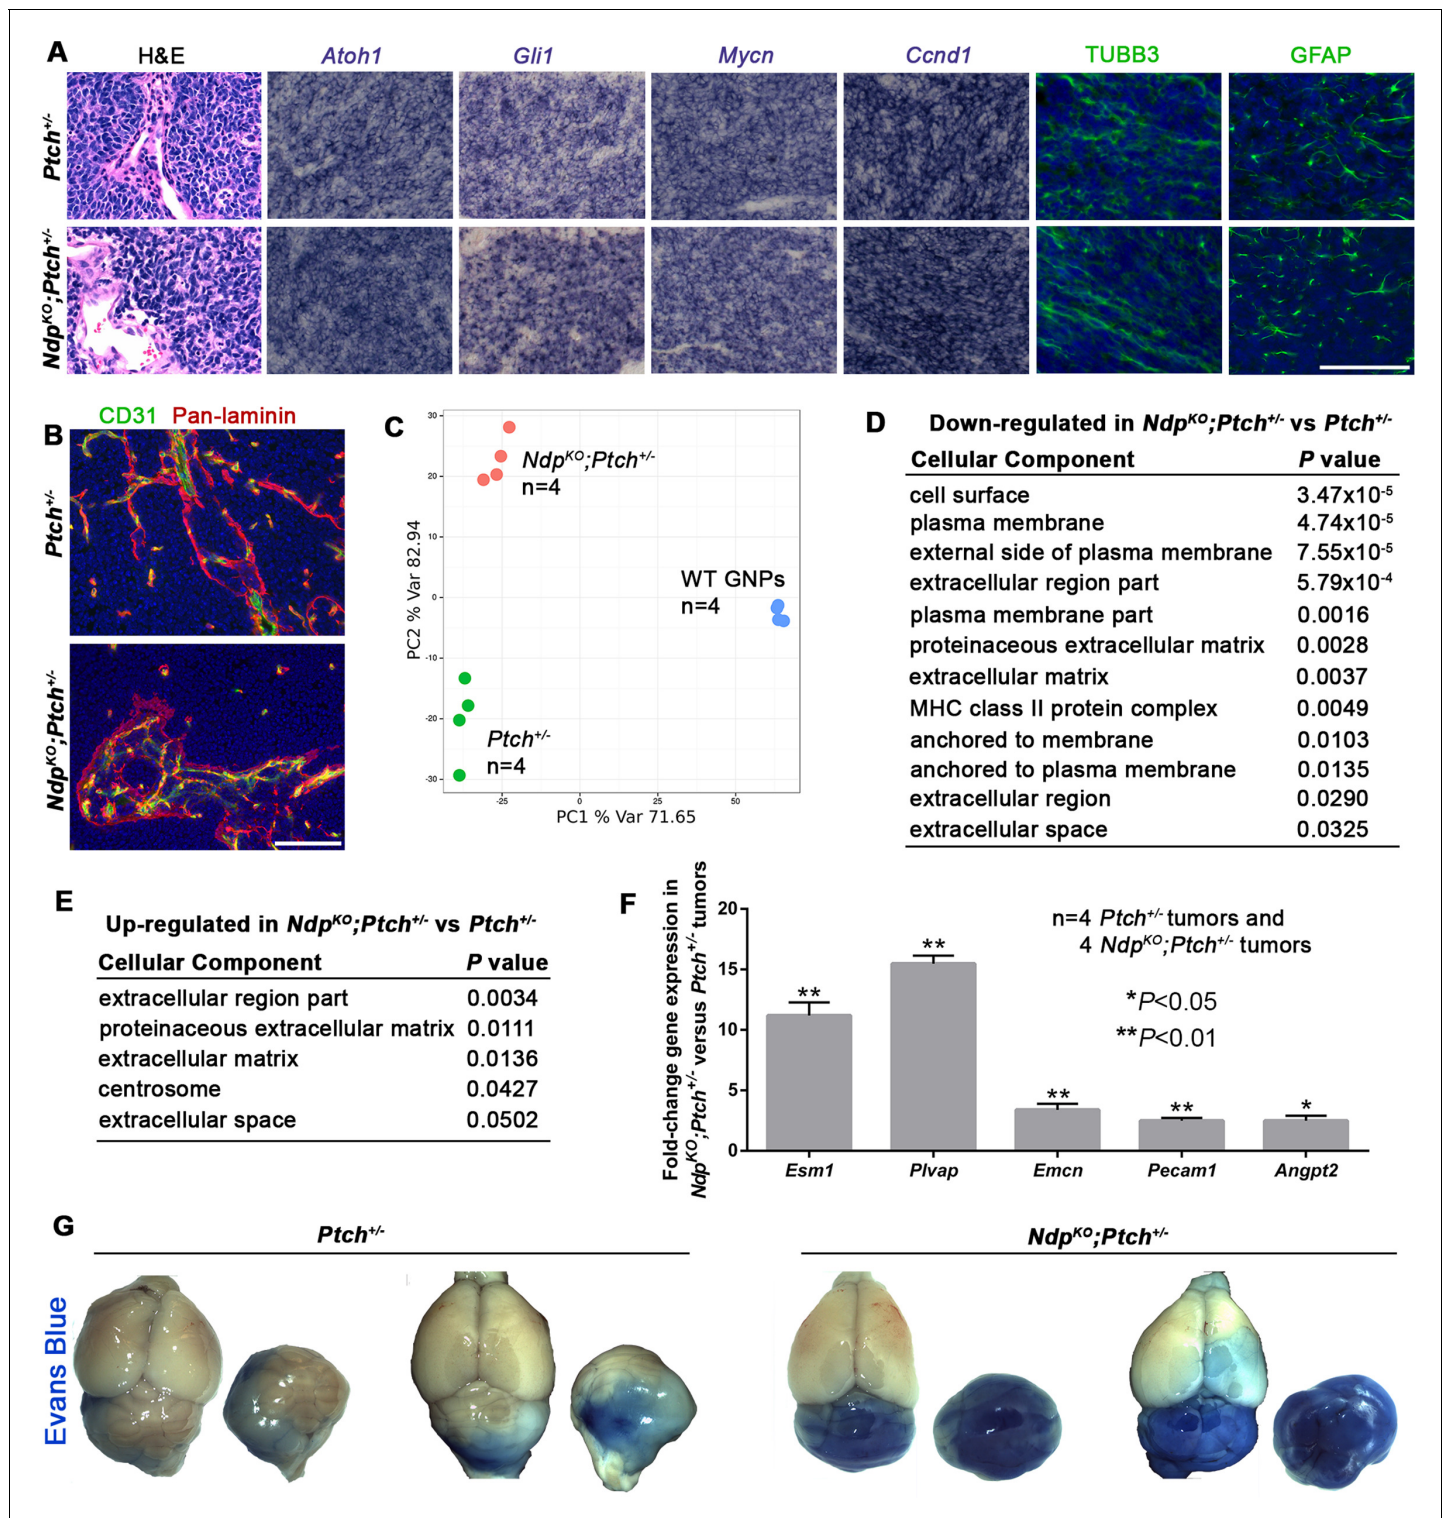 A
H&E
Atoh1
Gli1
Mycn
Ccnd1
TUBB3
GFAP
Ptch+/-
NdpKO;Ptch+/-
B
CD31 Pan-laminin
Ptch+/-
NdpKO;Ptch+/-
C
30
20
10
0
-10
-20
-30
-25
0
25
50
PC2 % Var 82.94
PC1 % Var 71.65
NdpKO;Ptch+/-
n=4
WT GNPs
n=4
Ptch+/-
n=4
D
Down-regulated in NdpKO;Ptch+/- vs Ptch+/-
Cellular Component P value
cell surface 3.47x10-5
plasma membrane 4.74x10-5
external side of plasma membrane 7.55x10-5
extracellular region part 5.79x10-4
plasma membrane part 0.0016
proteinaceous extracellular matrix 0.0028
extracellular matrix 0.0037
MHC class II protein complex 0.0049
anchored to membrane 0.0103
anchored to plasma membrane 0.0135
extracellular region 0.0290
extracellular space 0.0325
E
Up-regulated in NdpKO;Ptch+/- vs Ptch+/-
Cellular Component P value
extracellular region part 0.0034
proteinaceous extracellular matrix 0.0111
extracellular matrix 0.0136
centrosome 0.0427
extracellular space 0.0502
F
Fold-change gene expression in
NdpKO;Ptch+/- versus Ptch+/- tumors
20
15
10
5
0
**
**
**
**
*
n=4 Ptch+/- tumors and
4 NdpKO;Ptch+/- tumors
*P<0.05
**P<0.01
Esm1
Plvap
Emcn
Pecam1
Angpt2
G
Ptch+/-
NdpKO;Ptch+/-
Evans Blue